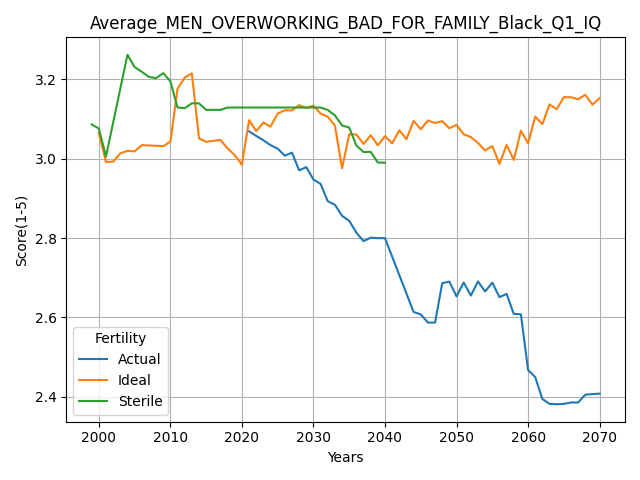 Average_MEN_OVERWORKING_BAD_FOR_FAMILY_Black_Q1_IQ
Score(1-5)
3.2
3.0
2.8
2.6
2.4
Fertility
Actual
Ideal
Sterile
2000 2010 2020 2030 2040 2050 2060 2070
Years